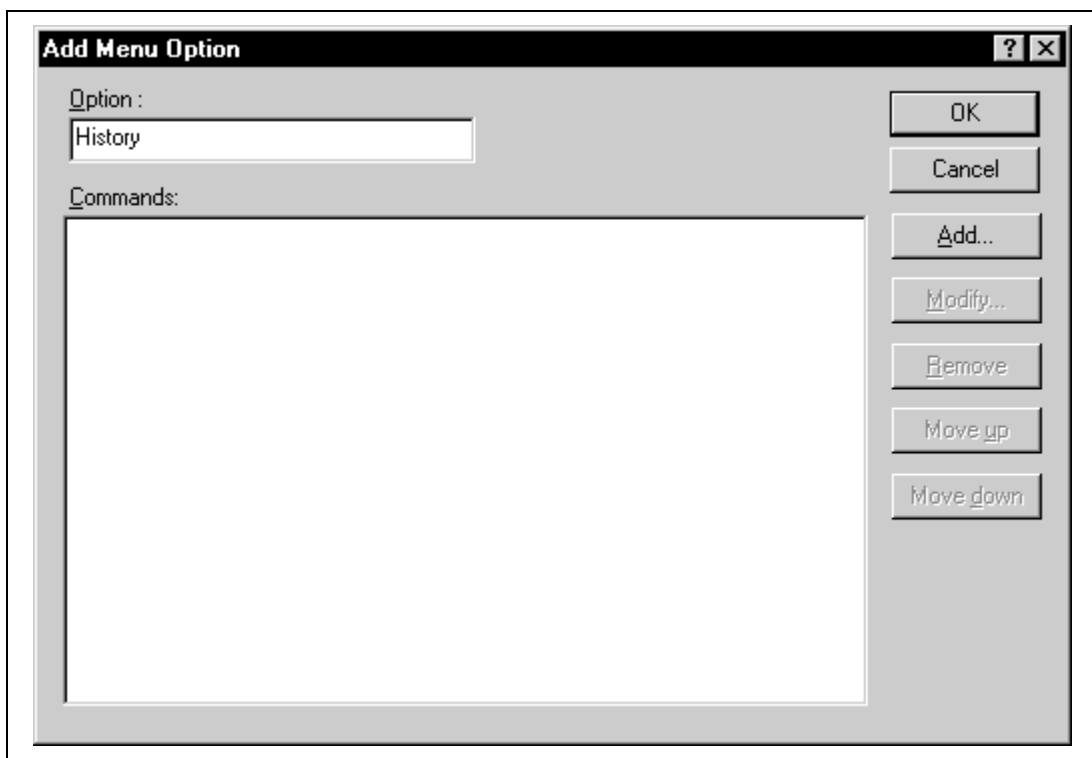 Add Menu Option
Option :
History
Commands:
OK
Cancel
Add...
Modify...
Remove
Move up
Move down